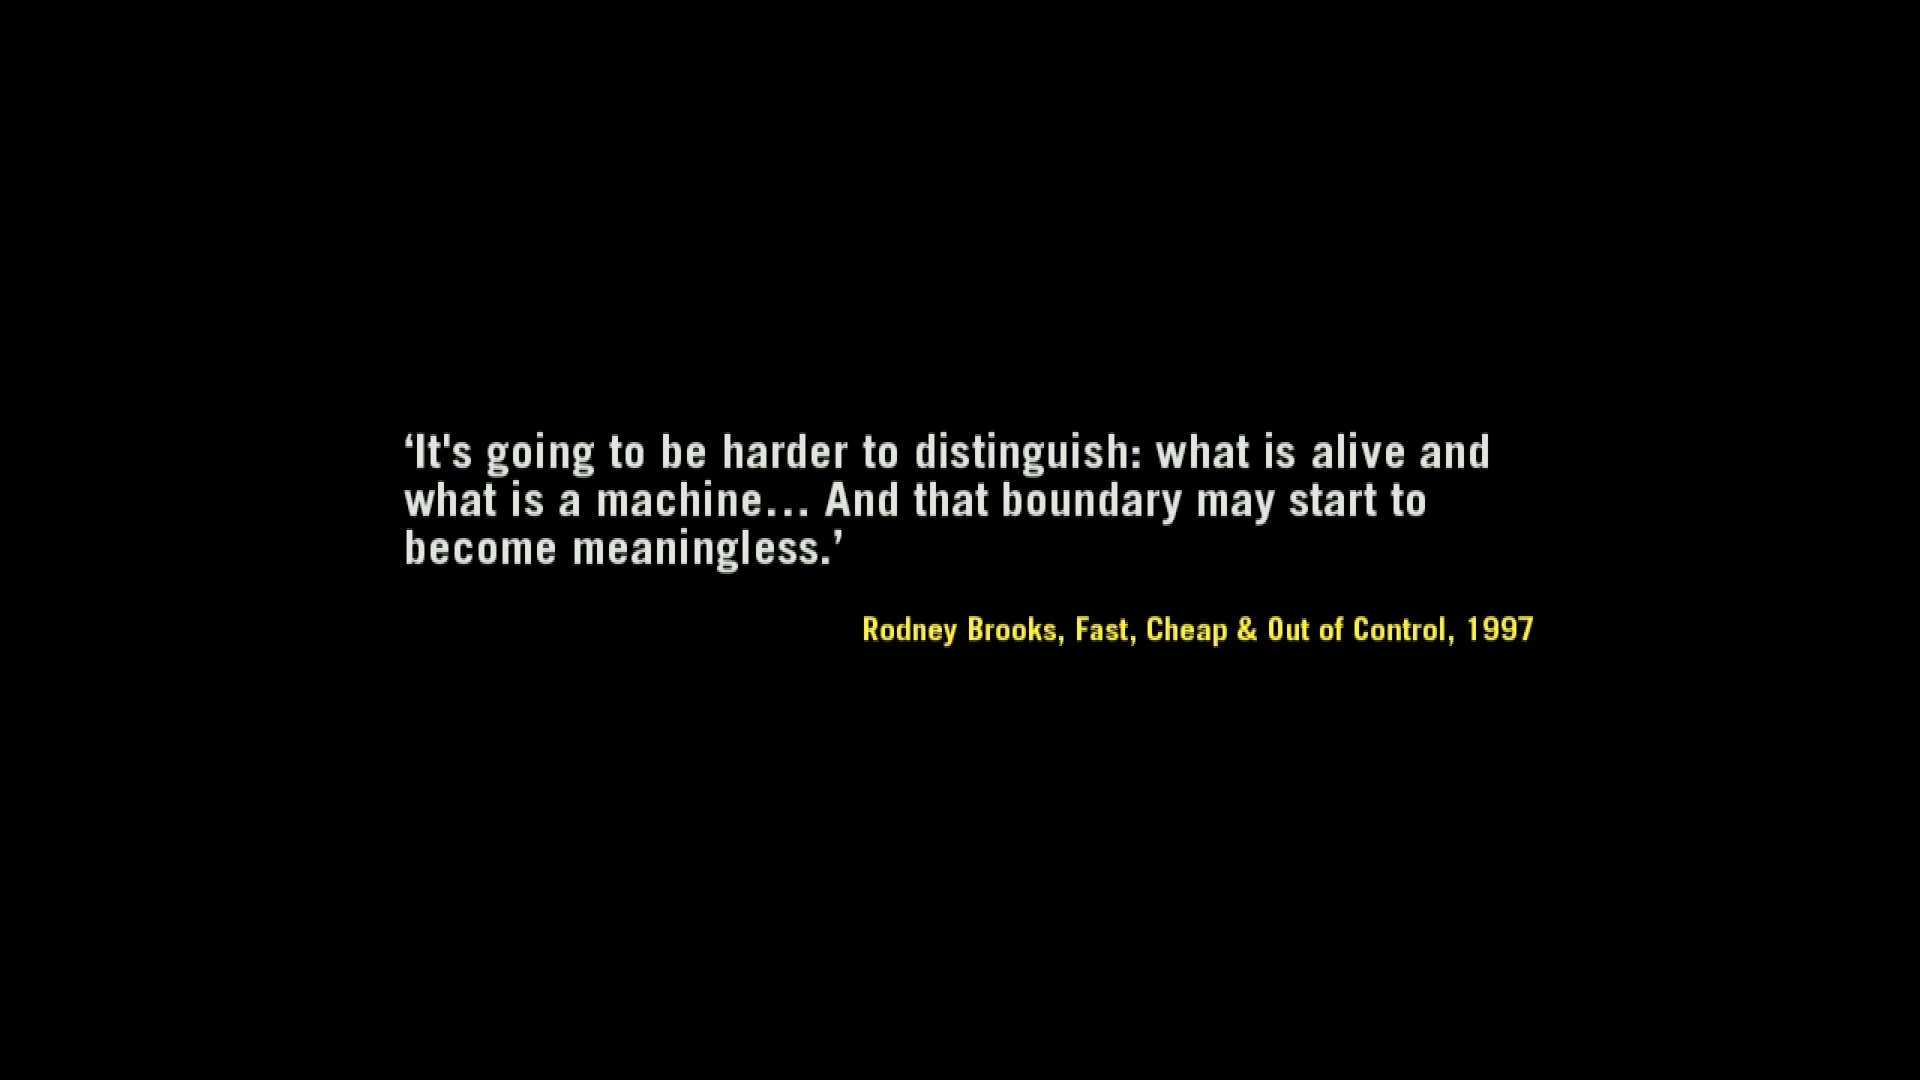 ‘It's going to be harder to distinguish: what is alive and
what is a machine… And that boundary may start to
become meaningless.’
Rodney Brooks, Fast, Cheap & Out of Control, 1997